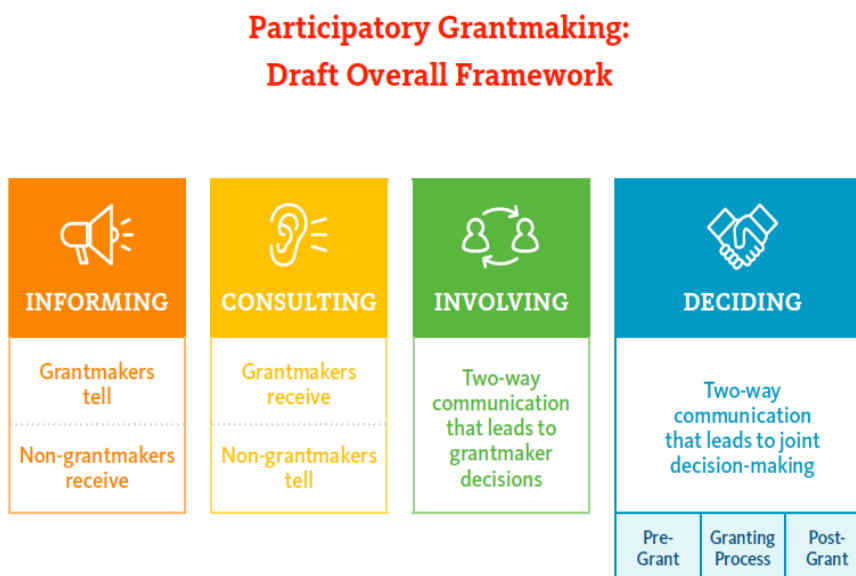 Participatory Grantmaking:
Draft Overall Framework
INFORMING
Grantmakers
tell
Non-grantmakers
receive
CONSULTING
Grantmakers
receive
Non-grantmakers
tell
INVOLVING
Two-way
communication
that leads to
grantmaker
decisions
DECIDING
Two-way
communication
that leads to joint
decision-making
Pre-
Grant
Granting
Process
Post-
Grant